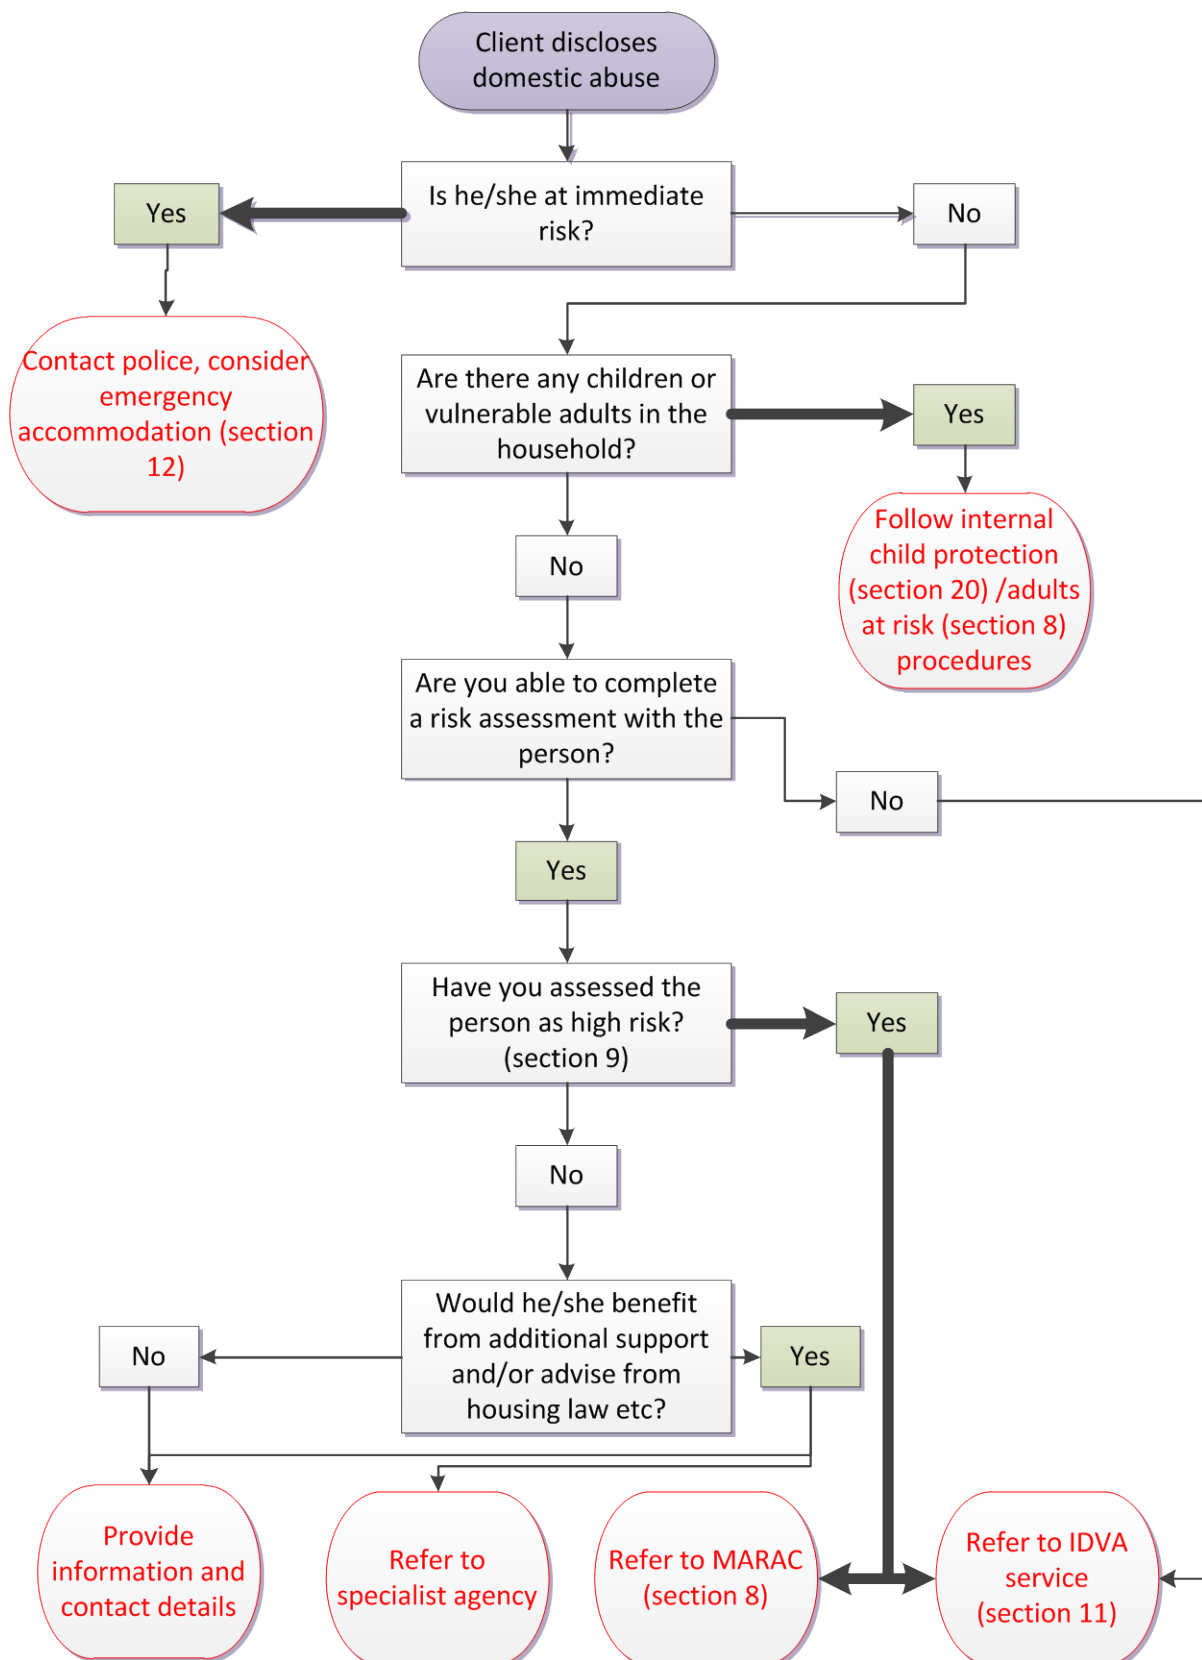 Client discloses
domestic abuse
Is he/she at immediate
risk?
Yes
No
Contact police, consider
emergency
accommodation (section
12)
Are there any children or
vulnerable adults in the
household?
Yes
Follow internal
child protection
(section 20) /adults
at risk (section 8)
procedures
No
Are you able to complete
a risk assessment with the
person?
No
Yes
Have you assessed the
person as high risk?
(section 9)
Yes
No
Would he/she benefit
from additional support
and/or advise from
housing law etc?
No
Yes
Provide
information and
contact details
Refer to
specialist agency
Refer to MARAC
(section 8)
Refer to IDVA
service
(section 11)